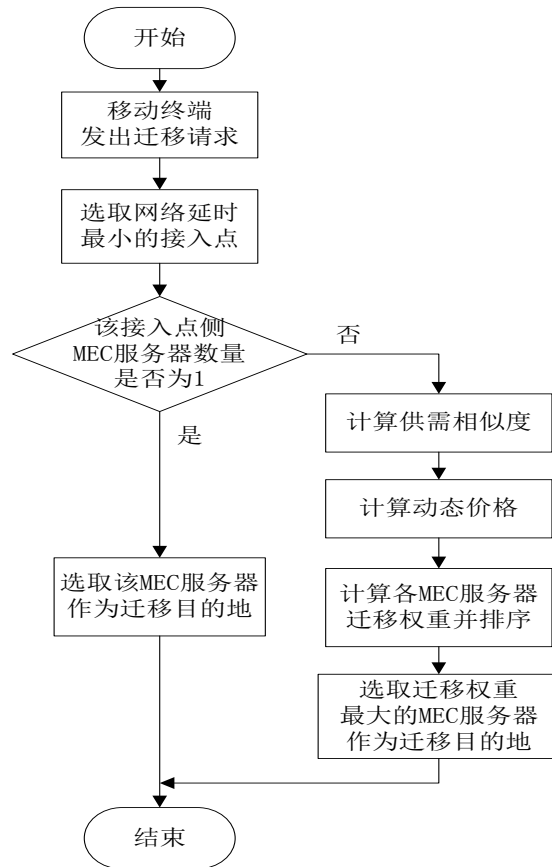 开始
移动终端
发出迁移请求
选取网络延时
最小的接入点
该接入点侧
MEC服务器数量
是否为1
否
是
计算供需相似度
计算动态价格
选取该MEC服务器
作为迁移目的地
计算各MEC服务器
迁移权重并排序
选取迁移权重
最大的MEC服务器
作为迁移目的地
结束